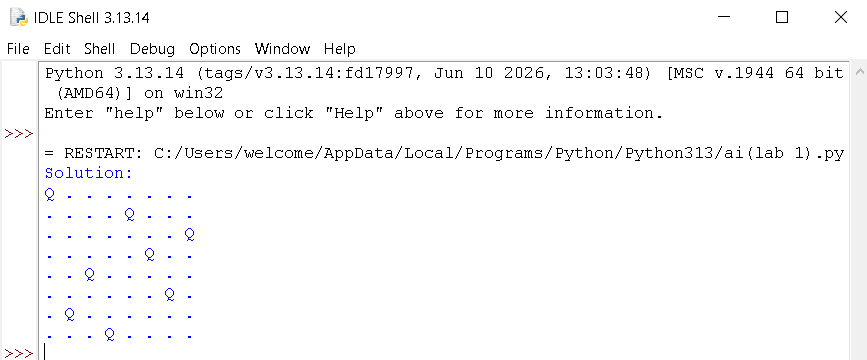 IDLE Shell 3.13.14
File Edit Shell Debug Options Window Help
Python 3.13.14 (tags/v3.13.14:fd17997, Jun 10 2026, 13:03:48) [MSC v.1944 64 bit
 (AMD64)] on win32
Enter "help" below or click "Help" above for more information.
>>>
= RESTART: C:/Users/welcome/AppData/Local/Programs/Python/Python313/ai(lab 1).py
Solution:
Q . . . . . . .
. . . . Q . . .
. . . . . . . Q
. . . . . Q . .
. . Q . . . . .
. . . . . . Q .
. Q . . . . . .
. . . Q . . . .
>>>